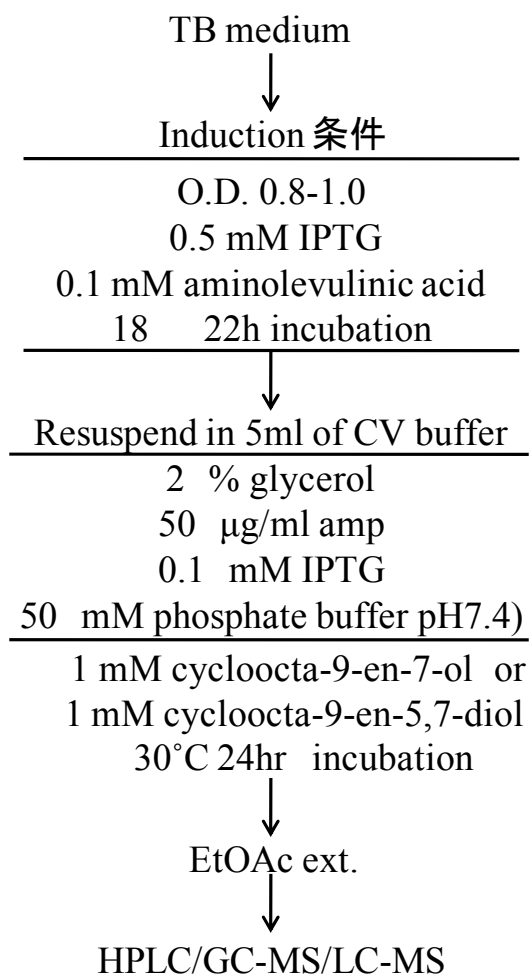 TB medium
Induction 条件
O.D. 0.8-1.0
0.5 mM IPTG
0.1 mM aminolevulinic acid
18 22h incubation
Resuspend in 5ml of CV buffer
2 % glycerol
50 μg/ml amp
0.1 mM IPTG
50 mM phosphate buffer pH7.4)
1 mM cycloocta-9-en-7-ol or
1 mM cycloocta-9-en-5,7-diol
30°C 24hr incubation
EtOAc ext.
HPLC/GC-MS/LC-MS